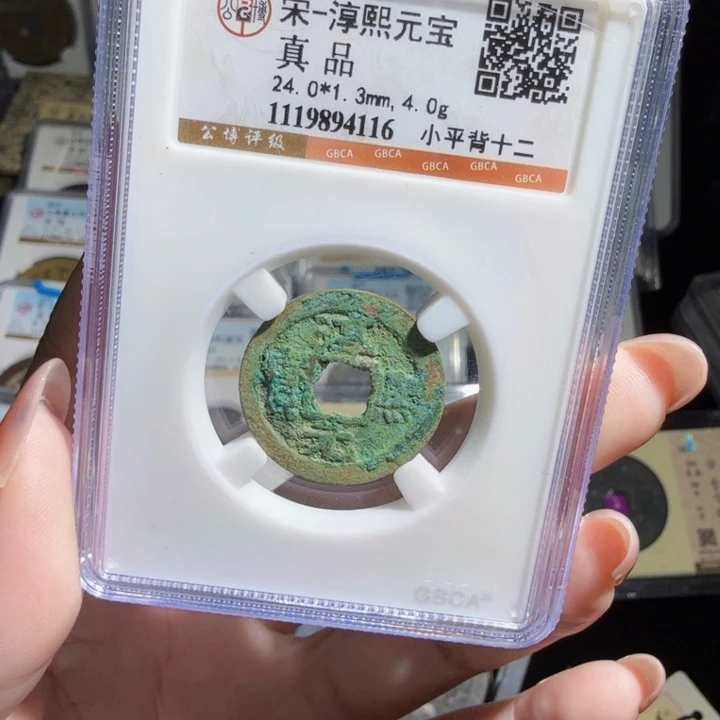 宋-淳熙元宝
真品
24.0*1.3mm, 4.0g
1119894116 小平背十二
公博评级 GBCA GBCA GBCA GBCA GBCA
GBCA